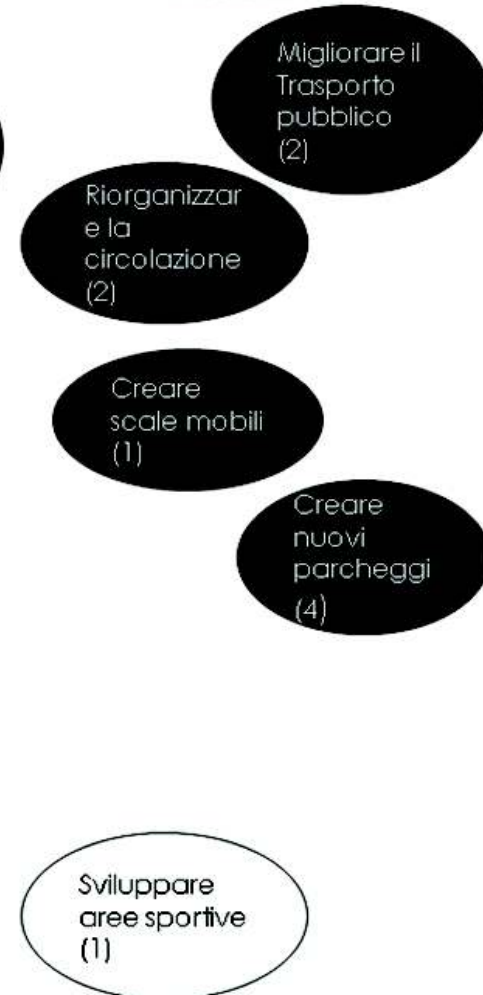 Migliorare il
Trasporto
pubblico
(2)
Riorganizzar
e la
circolazione
(2)
Creare
scale mobili
(1)
Creare
nuovi
parcheggi
(4)
Sviluppare
aree sportive
(1)